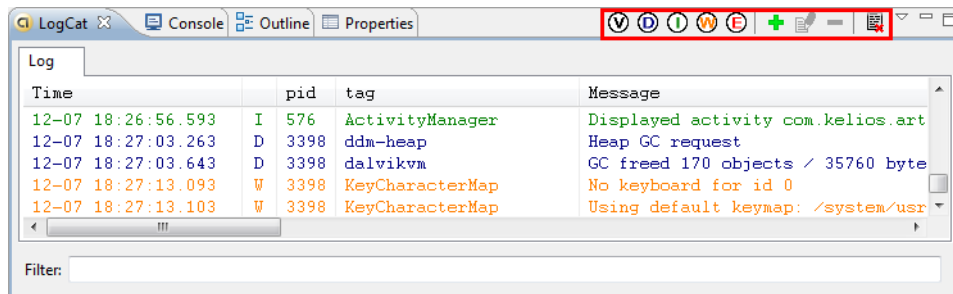 LogCat Console Outline Properties V D I W E
Log
Time pid tag Message
12-07 18:26:56.593 I 576 ActivityManager Displayed activity com.kelios.art
12-07 18:27:03.263 D 3398 ddm-heap Heap GC request
12-07 18:27:03.643 D 3398 dalvikvm GC freed 170 objects / 35760 byte
12-07 18:27:13.093 W 3398 KeyCharacterMap No keyboard for id 0
12-07 18:27:13.103 W 3398 KeyCharacterMap Using default keymap: /system/usr
Filter: